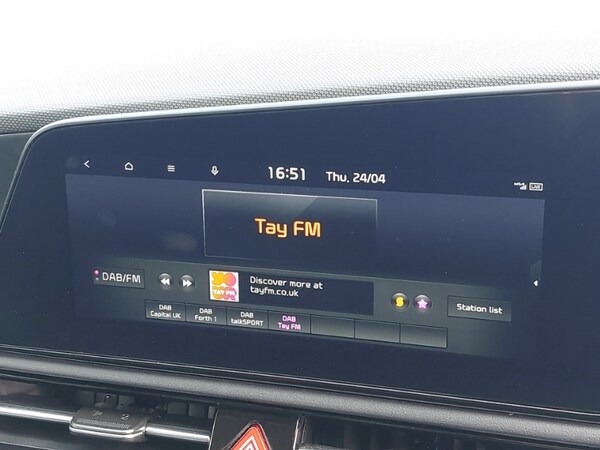 16:51 Thu, 24/04
LIVE
Tay FM
DAB/FM
TAY FM
Discover more at
tayfm.co.uk
Station list
DAB
Capital UK
DAB
Forth 1
DAB
talkSPORT
DAB
Tay FM